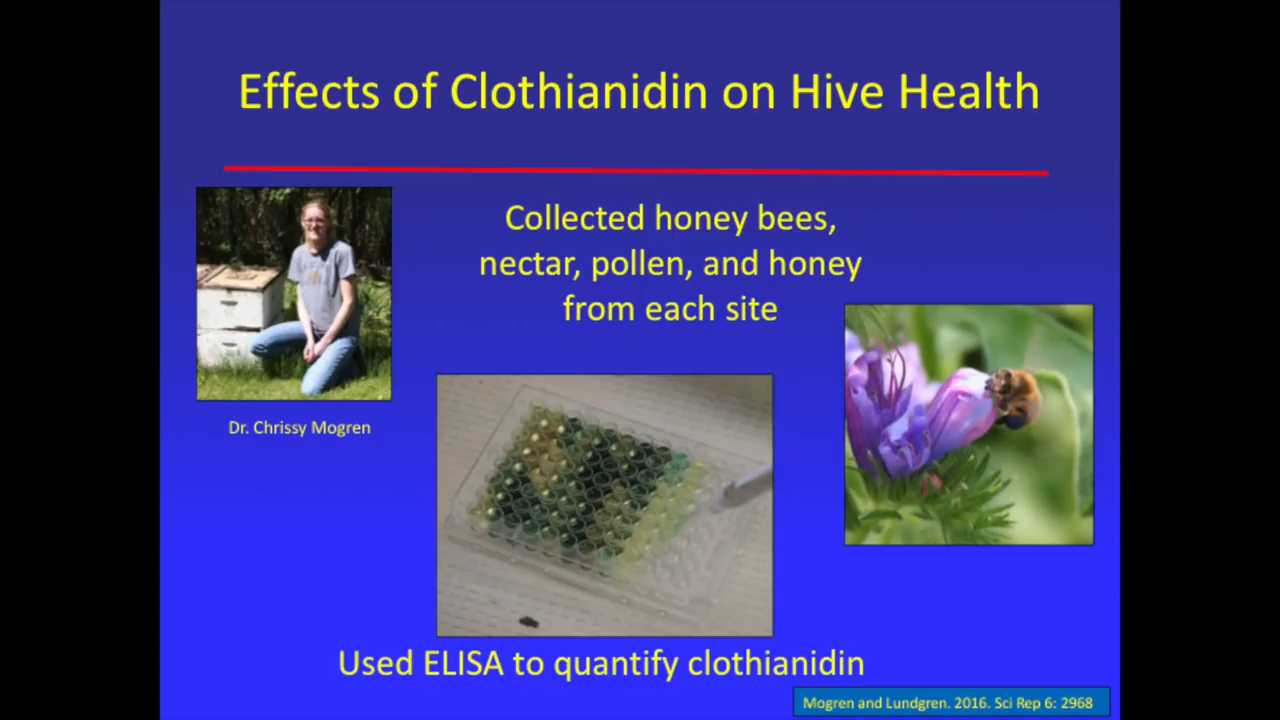 Effects of Clothianidin on Hive Health
Collected honey bees,
nectar, pollen, and honey
from each site
Dr. Chrissy Mogren
Used ELISA to quantify clothianidin
Mogren and Lundgren. 2016. Sci Rep 6: 2968